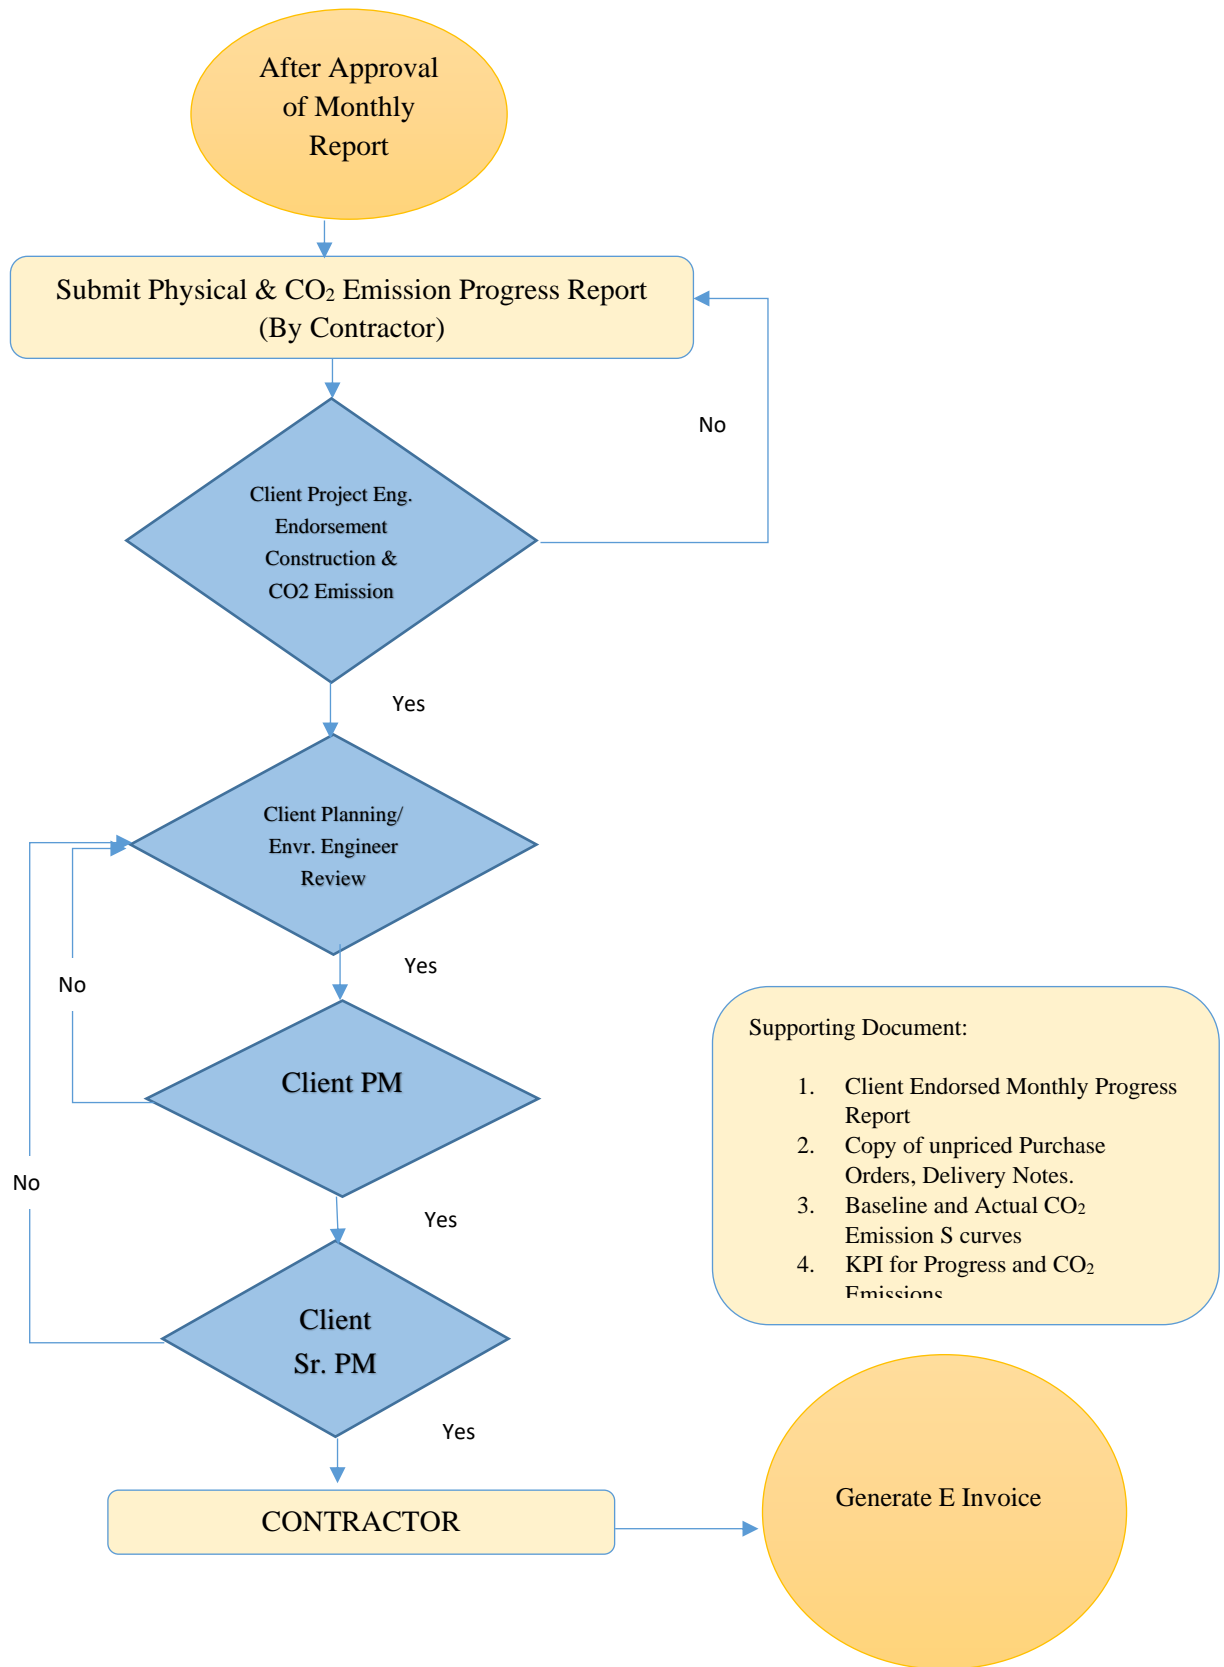 After Approval
of Monthly
Report
Submit Physical & CO₂ Emission Progress Report
(By Contractor)
No
Client Project Eng.
Endorsement
Construction &
CO2 Emission
Yes
Client Planning/
Envr. Engineer
Review
Yes
No
Client PM
No
Yes
Supporting Document:
1. Client Endorsed Monthly Progress
Report
2. Copy of unpriced Purchase
Orders, Delivery Notes.
3. Baseline and Actual CO₂
Emission S curves
4. KPI for Progress and CO₂
Emissions
Client
Sr. PM
Yes
CONTRACTOR
Generate E Invoice